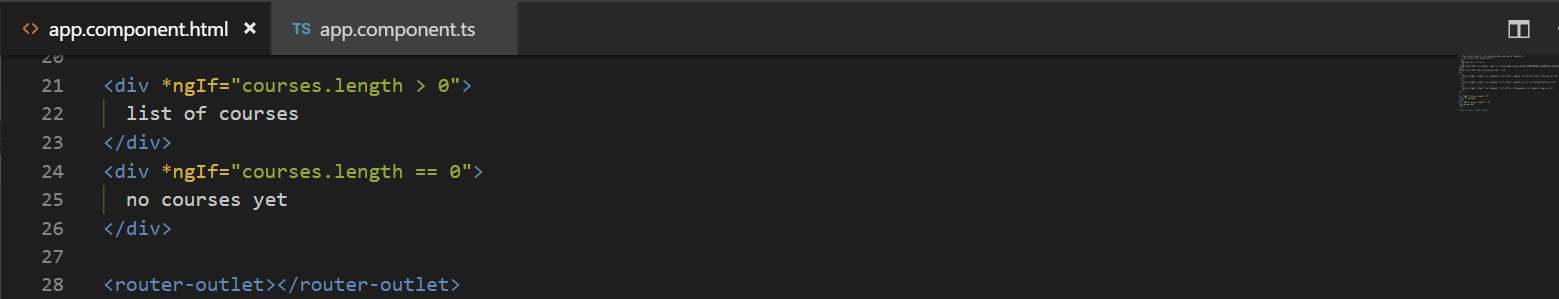 <> app.component.html × TS app.component.ts
20
21 <div *ngIf="courses.length > 0">
22 list of courses
23 </div>
24 <div *ngIf="courses.length == 0">
25 no courses yet
26 </div>
27
28 <router-outlet></router-outlet>